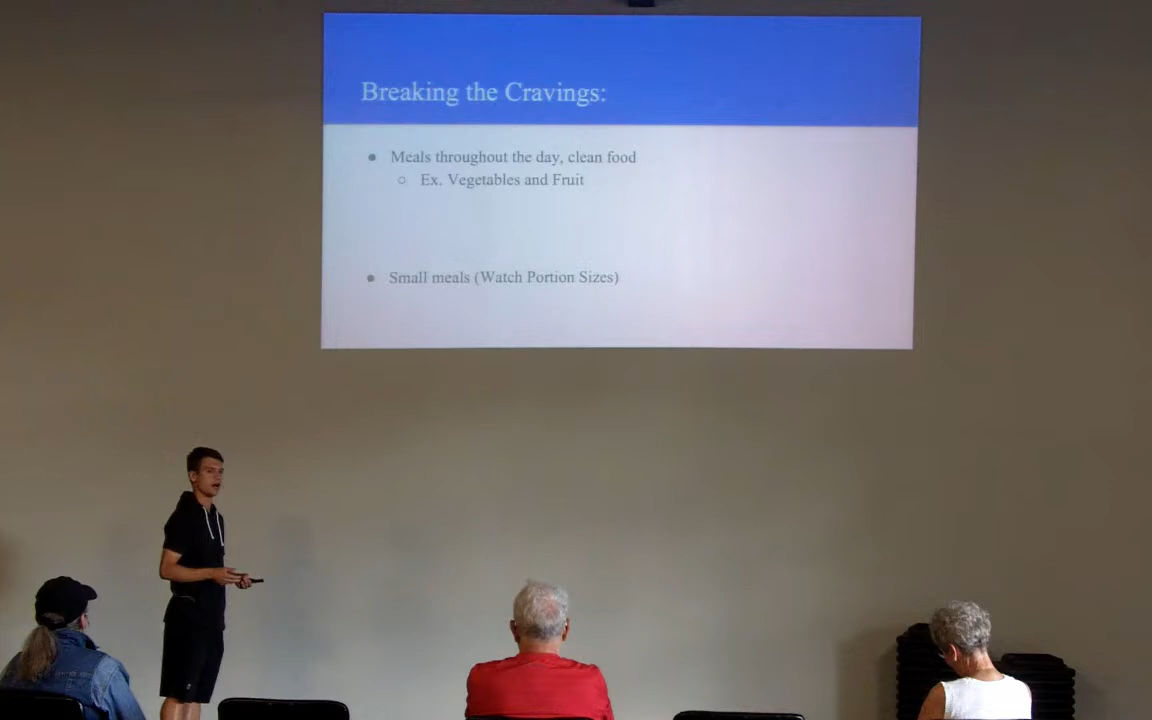 Breaking the Cravings:
● Meals throughout the day, clean food
○ Ex. Vegetables and Fruit
● Small meals (Watch Portion Sizes)